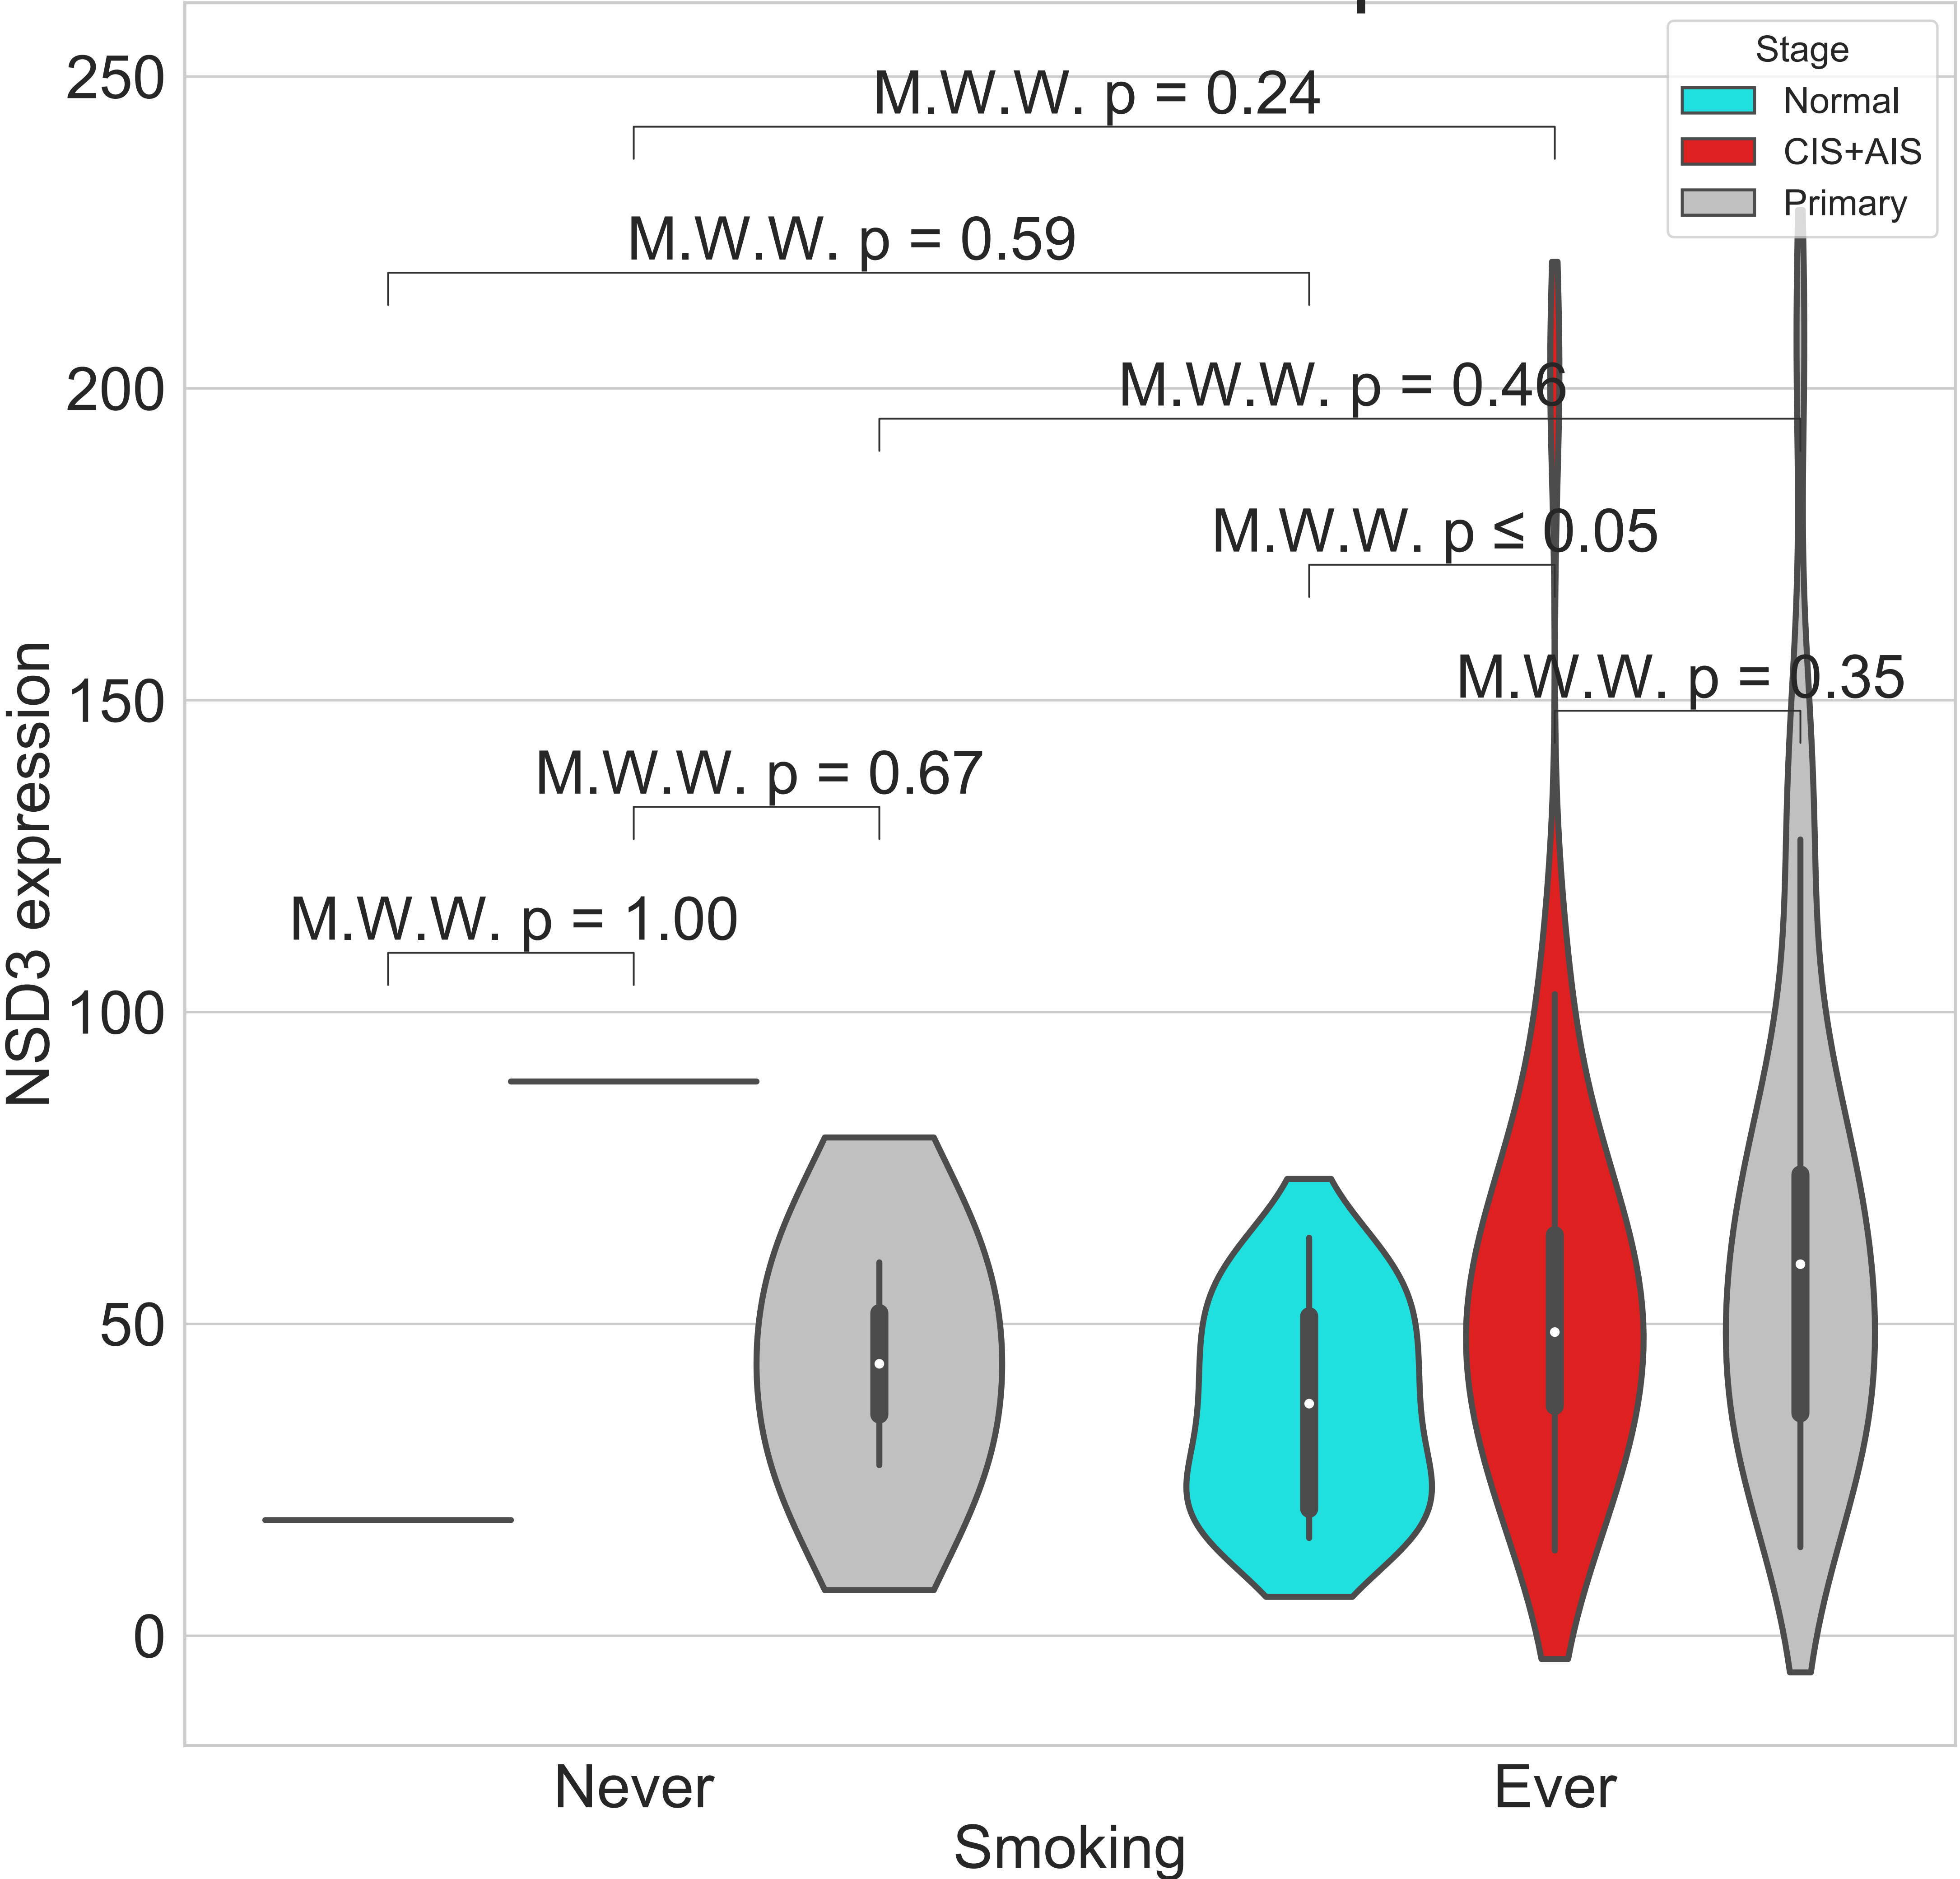 Stage
Normal
CIS+AIS
Primary
250
200
150
100
50
0
NSD3 expression
M.W.W. p = 0.24
M.W.W. p = 0.59
M.W.W. p = 0.46
M.W.W. p ≤ 0.05
M.W.W. p = 0.35
M.W.W. p = 0.67
M.W.W. p = 1.00
Never
Ever
Smoking